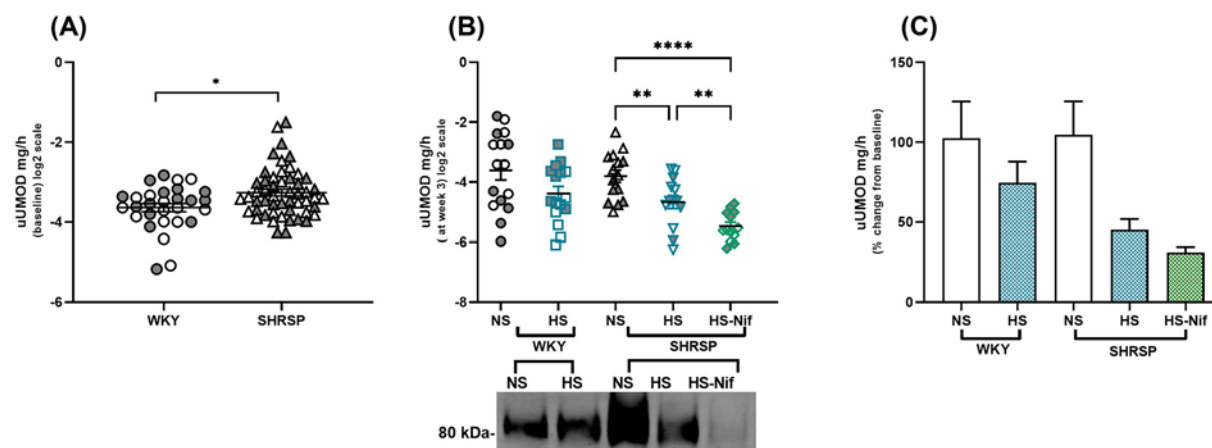 (A)
uUMOD mg/h
(baseline) log2 scale
0
-2
-4
-6
*
WKY
SHRSP
(B)
uUMOD mg/h
( at week 3) log2 scale
0
-2
-4
-6
-8
****
**
**
NS
HS
NS
HS
HS-Nif
WKY
SHRSP
NS
HS
NS
HS
HS-Nif
80 kDa-
(C)
uUMOD mg/h
(% change from baseline)
150
100
50
0
NS
HS
NS
HS
HS-Nif
WKY
SHRSP